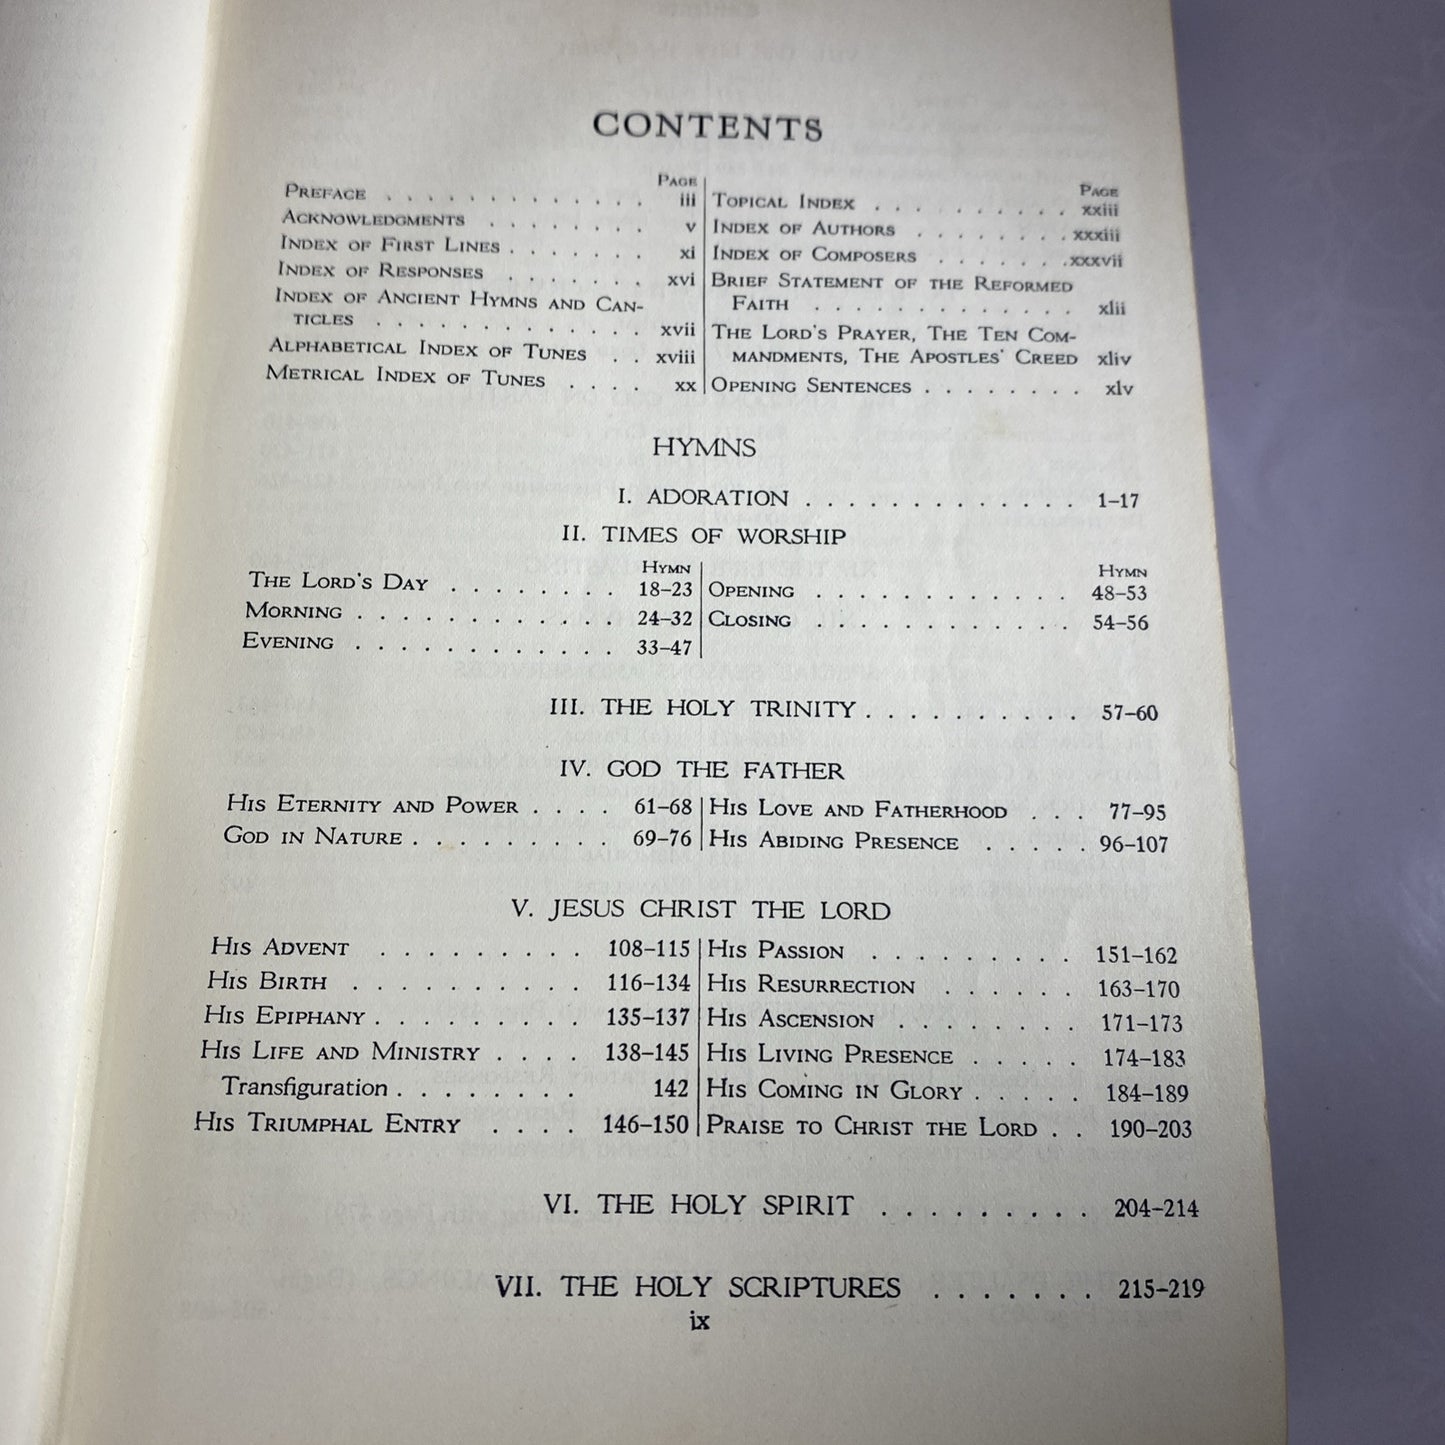 CONTENTS
PAGE
PREFACE . . . . . . . . . . . . . iii
ACKNOWLEDGMENTS . . . . . . . . v
INDEX OF FIRST LINES . . . . . . . xi
INDEX OF RESPONSES . . . . . . . xvi
INDEX OF ANCIENT HYMNS AND CAN-
TICLES . . . . . . . . . . . . . xvii
ALPHABETICAL INDEX OF TUNES . . xviii
METRICAL INDEX OF TUNES . . . . xx
PAGE
TOPICAL INDEX . . . . . . . . . . xxiii
INDEX OF AUTHORS . . . . . . . . xxxiii
INDEX OF COMPOSERS . . . . . . . xxxvii
BRIEF STATEMENT OF THE REFORMED
FAITH . . . . . . . . . . . . . xlii
THE LORD'S PRAYER, THE TEN COM-
MANDMENTS, THE APOSTLES' CREED xliv
OPENING SENTENCES . . . . . . . . xlv
HYMNS
I. ADORATION . . . . . . . . . . . . . 1–17
II. TIMES OF WORSHIP
HYMN
THE LORD'S DAY . . . . . . . . 18–23
MORNING . . . . . . . . . . . . 24–32
EVENING . . . . . . . . . . . . 33–47
HYMN
OPENING . . . . . . . . . . . . 48–53
CLOSING . . . . . . . . . . . . 54–56
III. THE HOLY TRINITY . . . . . . . . . . 57–60
IV. GOD THE FATHER
HIS ETERNITY AND POWER . . . . 61–68
GOD IN NATURE . . . . . . . . . 69–76
HIS LOVE AND FATHERHOOD . . . 77–95
HIS ABIDING PRESENCE . . . . . 96–107
V. JESUS CHRIST THE LORD
HIS ADVENT . . . . . . . . . 108–115
HIS BIRTH . . . . . . . . . . 116–134
HIS EPIPHANY . . . . . . . . . 135–137
HIS LIFE AND MINISTRY . . . . 138–145
Transfiguration . . . . . . . . 142
HIS TRIUMPHAL ENTRY . . . . 146–150
HIS PASSION . . . . . . . . . 151–162
HIS RESURRECTION . . . . . . 163–170
HIS ASCENSION . . . . . . . . 171–173
HIS LIVING PRESENCE . . . . . 174–183
HIS COMING IN GLORY . . . . . 184–189
PRAISE TO CHRIST THE LORD . . 190–203
VI. THE HOLY SPIRIT . . . . . . . . . 204–214
VII. THE HOLY SCRIPTURES . . . . . . . 215–219
ix